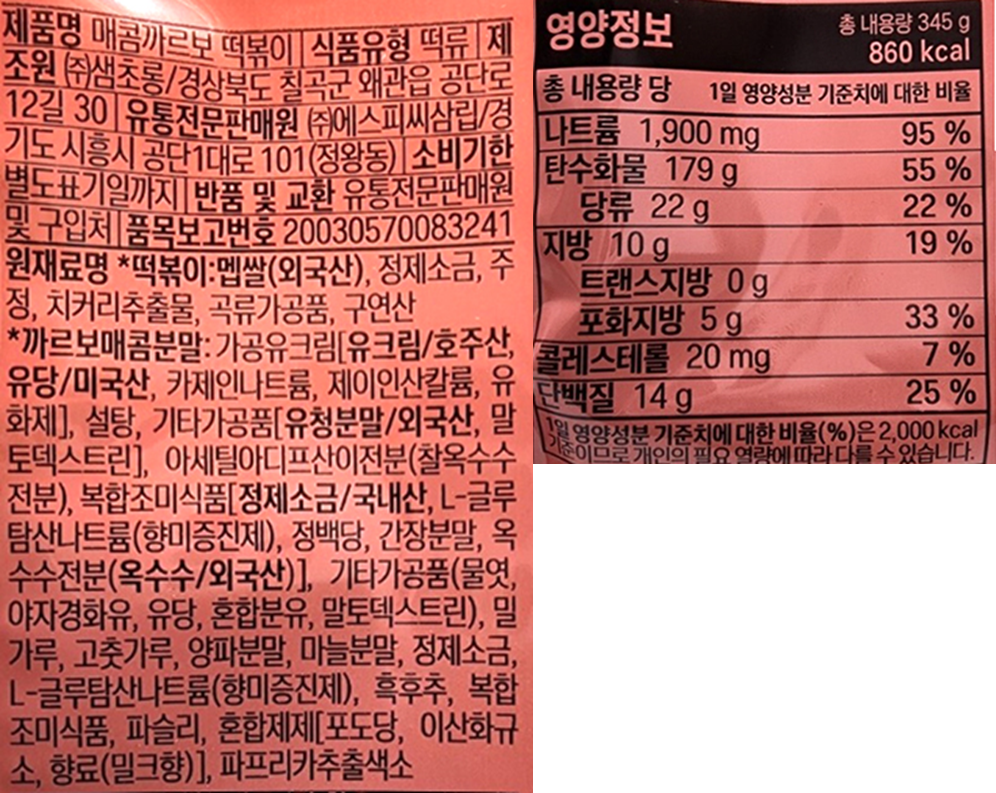 제품명 매콤까르보 떡볶이 | 식품유형 떡류 | 제
조원 ㈜샘초롱/경상북도 칠곡군 왜관읍 공단로
12길 30 | 유통전문판매원 ㈜에스피씨삼립/경
기도 시흥시 공단1대로 101(정왕동) | 소비기한
별도표기일까지 | 반품 및 교환 유통전문판매원
및 구입처 | 품목보고번호 20030570083241
원재료명 *떡볶이:멥쌀(외국산), 정제소금, 주
정, 치커리추출물, 곡류가공품, 구연산
*까르보매콤분말: 가공유크림[유크림/호주산,
유당/미국산, 카제인나트륨, 제이인산칼륨, 유
화제], 설탕, 기타가공품[유청분말/외국산, 말
토덱스트린], 아세틸아디프산이전분(찰옥수수
전분), 복합조미식품[정제소금/국내산, L-글루
탐산나트륨(향미증진제), 정백당, 간장분말, 옥
수수전분(옥수수/외국산)], 기타가공품(물엿,
야자경화유, 유당, 혼합분유, 말토덱스트린), 밀
가루, 고춧가루, 양파분말, 마늘분말, 정제소금,
L-글루탐산나트륨(향미증진제), 흑후추, 복합
조미식품, 파슬리, 혼합제제[포도당, 이산화규
소, 향료(밀크향)], 파프리카추출색소
영양정보 총 내용량 345 g
860 kcal
총 내용량 당 1일 영양성분 기준치에 대한 비율
나트륨 1,900 mg 95 %
탄수화물 179 g 55 %
당류 22 g 22 %
지방 10 g 19 %
트랜스지방 0 g
포화지방 5 g 33 %
콜레스테롤 20 mg 7 %
단백질 14 g 25 %
1일 영양성분 기준치에 대한 비율(%)은 2,000 kcal
기준이므로 개인의 필요 열량에 따라 다를 수 있습니다.